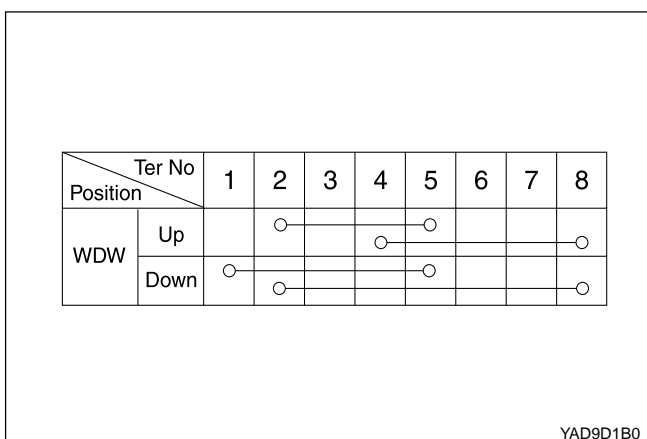 Ter No
Position
1 2 3 4 5 6 7 8
WDW
Up
Down
YAD9D1B0